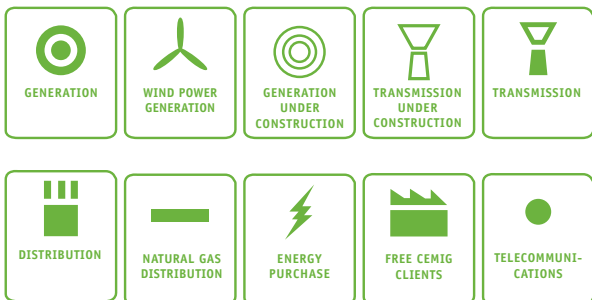 GENERATION
WIND POWER
GENERATION
GENERATION
UNDER
CONSTRUCTION
TRANSMISSION
UNDER
CONSTRUCTION
TRANSMISSION
DISTRIBUTION
NATURAL GAS
DISTRIBUTION
ENERGY
PURCHASE
FREE CEMIG
CLIENTS
TELECOMMUNI-
CATIONS